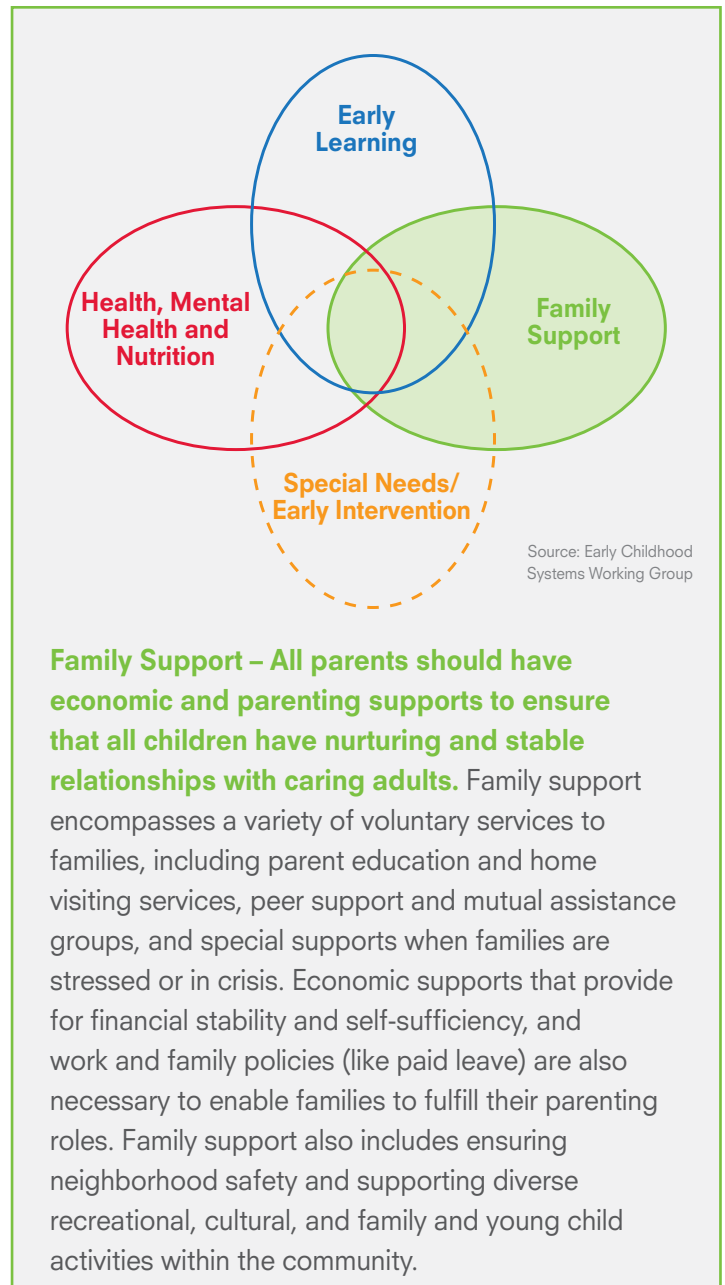 Early
Learning
Health, Mental
Health and
Nutrition
Family
Support
Special Needs/
Early Intervention
Source: Early Childhood
Systems Working Group
Family Support – All parents should have
economic and parenting supports to ensure
that all children have nurturing and stable
relationships with caring adults. Family support
encompasses a variety of voluntary services to
families, including parent education and home
visiting services, peer support and mutual assistance
groups, and special supports when families are
stressed or in crisis. Economic supports that provide
for financial stability and self-sufficiency, and
work and family policies (like paid leave) are also
necessary to enable families to fulfill their parenting
roles. Family support also includes ensuring
neighborhood safety and supporting diverse
recreational, cultural, and family and young child
activities within the community.